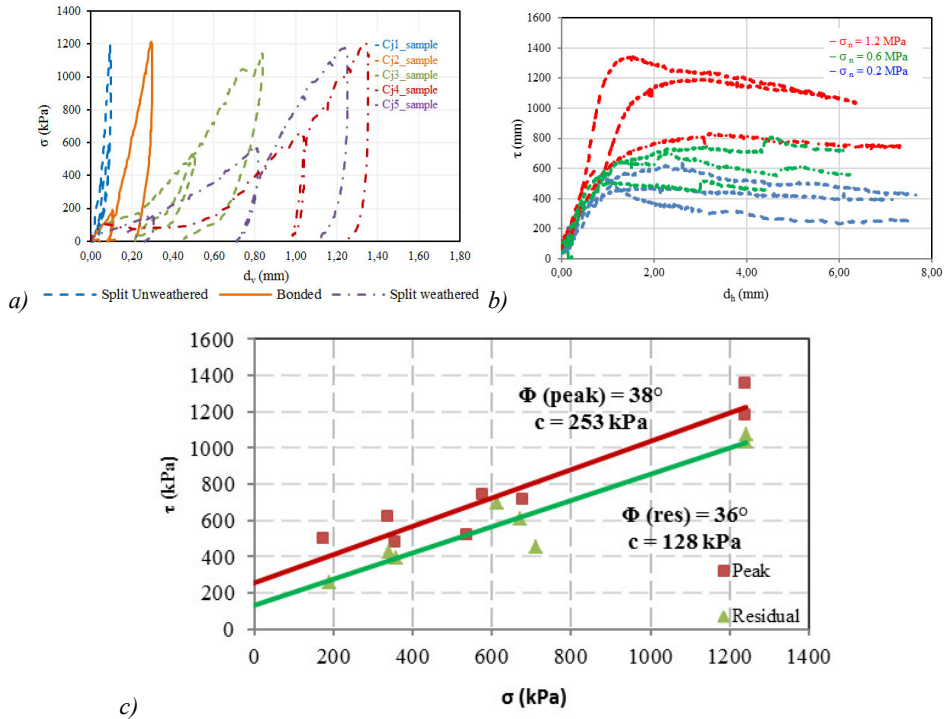 1400
1200
1000
800
600
400
200
0
σ (kPa)
0,00 0,20 0,40 0,60 0,80 1,00 1,20 1,40 1,60 1,80
dv (mm)
Cj1_sample
Cj2_sample
Cj3_sample
Cj4_sample
Cj5_sample
a)
Split Unweathered
Bonded
Split weathered
1600
1400
1200
1000
800
600
400
200
0
τ (mm)
0,00 2,00 4,00 6,00 8,00
dh (mm)
σn = 1.2 MPa
σn = 0.6 MPa
σn = 0.2 MPa
b)
1600
1400
1200
1000
800
600
400
200
0
τ (kPa)
Φ (peak) = 38°
c = 253 kPa
Φ (res) = 36°
c = 128 kPa
Peak
Residual
0 200 400 600 800 1000 1200 1400
σ (kPa)
c)